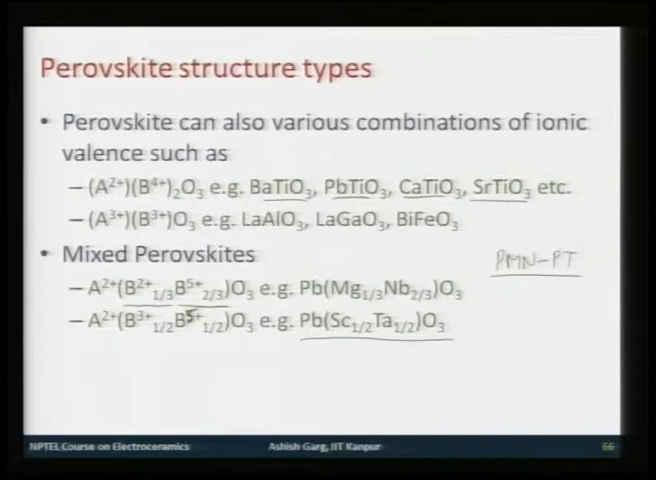 Perovskite structure types
• Perovskite can also various combinations of ionic
valence such as
– (A²⁺)(B⁴⁺)₂O₃ e.g. BaTiO₃, PbTiO₃, CaTiO₃, SrTiO₃ etc.
– (A³⁺)(B³⁺)O₃ e.g. LaAlO₃, LaGaO₃, BiFeO₃
• Mixed Perovskites
PMN-PT
– A²⁺(B²⁺₁/₃B⁵⁺₂/₃)O₃ e.g. Pb(Mg₁/₃Nb₂/₃)O₃
– A²⁺(B³⁺₁/₂B⁵⁺₁/₂)O₃ e.g. Pb(Sc₁/₂Ta₁/₂)O₃
NPTEL Course on Electroceramics
Ashish Garg, IIT Kanpur
66